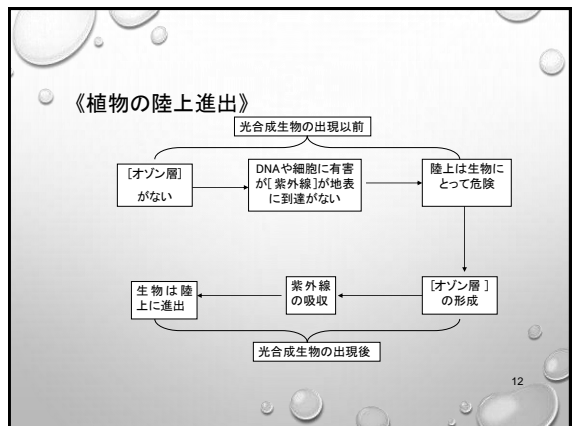 《植物の陸上進出》
光合成生物の出現以前
[オゾン層]
がない
DNAや細胞に有害
が[紫外線]が地表
に到達がない
陸上は生物に
とって危険
[オゾン層 ]
の形成
紫外線
の吸収
生物は陸
上に進出
光合成生物の出現後
12